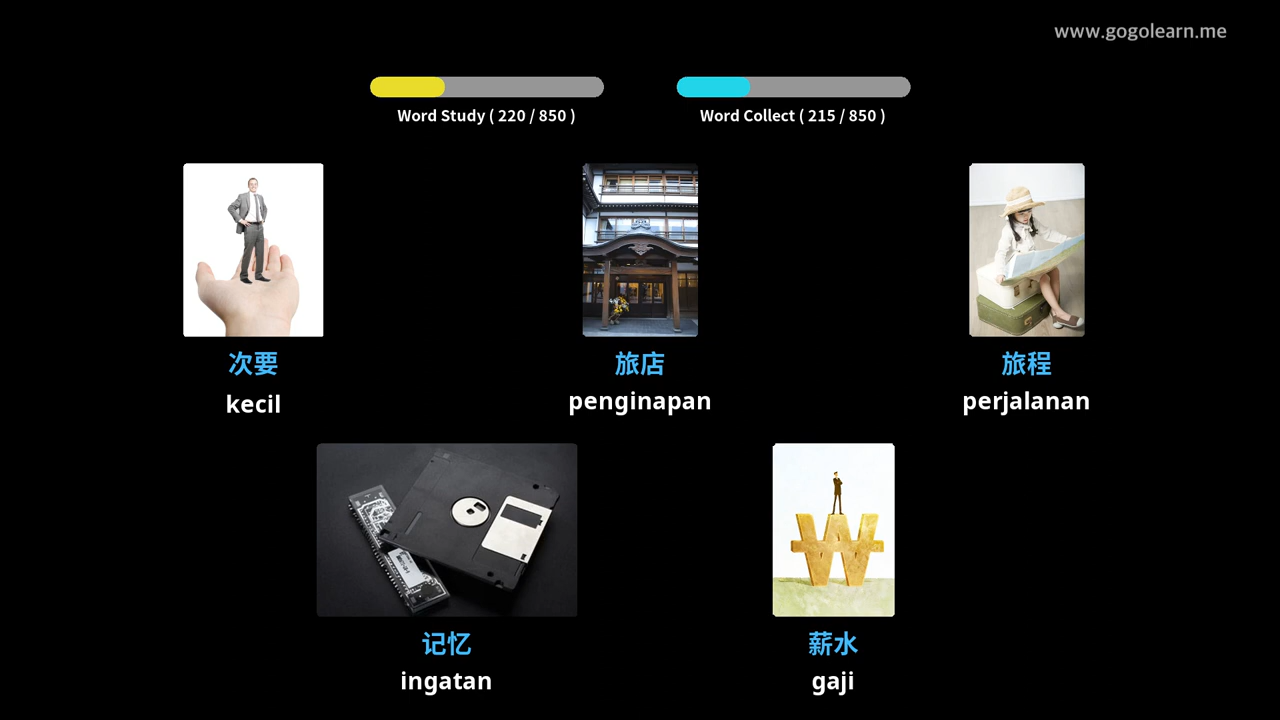 www.gogolearn.me
Word Study ( 220 / 850 )
Word Collect ( 215 / 850 )
次要
kecil
旅店
penginapan
旅程
perjalanan
记忆
ingatan
薪水
gaji